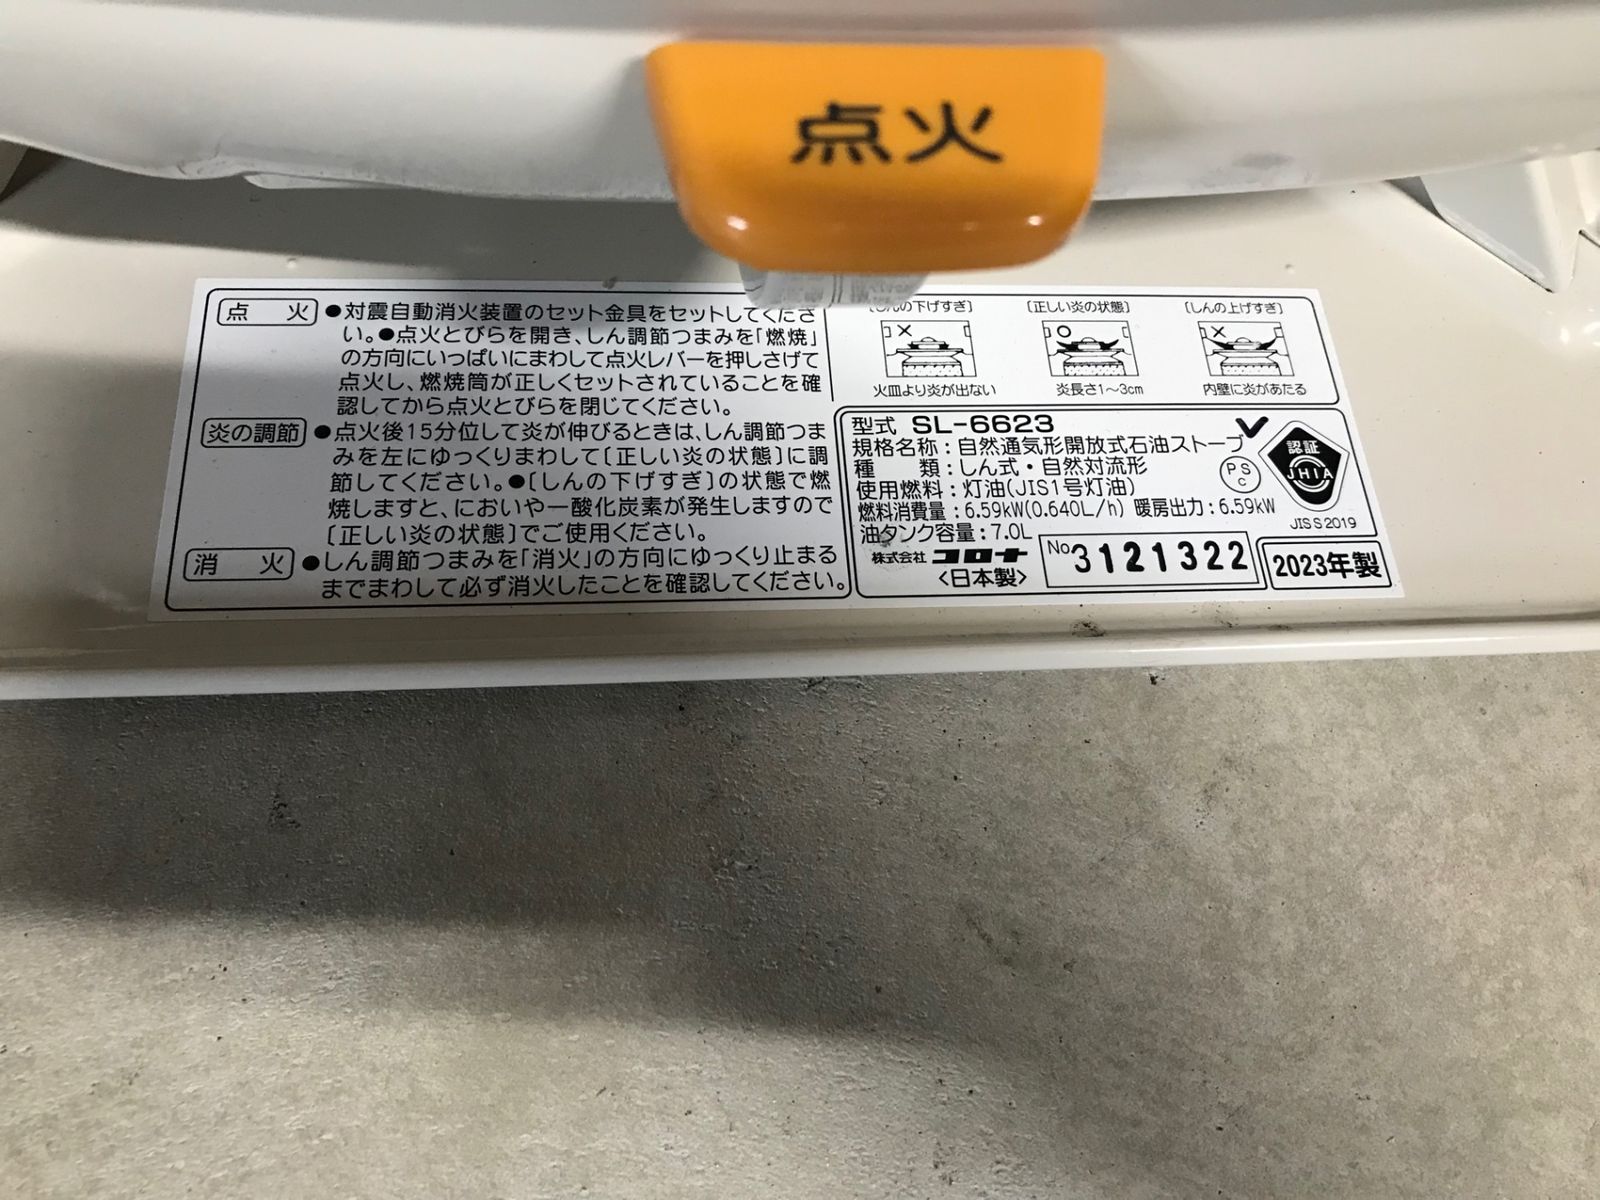 点火
点 火 ●対震自動消火装置のセット金具をセットしてくださ
い。●点火とびらを開き、しん調節つまみを「燃焼」
の方向にいっぱいにまわして点火レバーを押しさげて
点火し、燃焼筒が正しくセットされていることを確
認してから点火とびらを閉じてください。
炎の調節 ●点火後15分位して炎が伸びるときは、しん調節つま
みを左にゆっくりまわして〔正しい炎の状態〕に調
節してください。●〔しんの下げすぎ〕の状態で燃
焼しますと、においや一酸化炭素が発生しますので
〔正しい炎の状態〕でご使用ください。
消 火 ●しん調節つまみを「消火」の方向にゆっくり止まる
までまわして必ず消火したことを確認してください。
〔しんの下げすぎ〕 〔正しい炎の状態〕 〔しんの上げすぎ〕
火皿より炎が出ない 炎長さ1〜3cm 内壁に炎があたる
型式 SL-6623
規格名称:自然通気形開放式石油ストーブ
種 類:しん式・自然対流形
使用燃料:灯油(JIS1号灯油)
燃料消費量:6.59kW(0.640L/h) 暖房出力:6.59kW
油タンク容量:7.0L
株式会社 コロナ
<日本製>
No 3121322
2023年製
PS
C
認証
JHIA
JIS S 2019